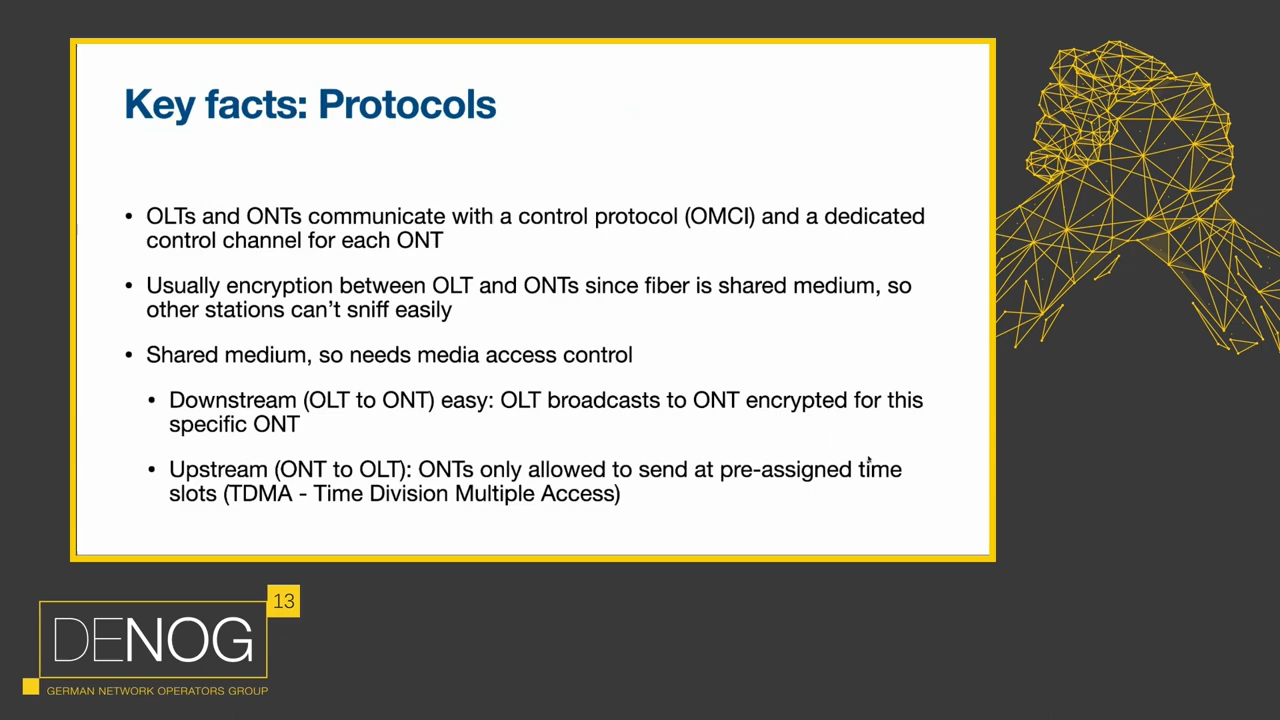 Key facts: Protocols
• OLTs and ONTs communicate with a control protocol (OMCI) and a dedicated
control channel for each ONT
• Usually encryption between OLT and ONTs since fiber is shared medium, so
other stations can’t sniff easily
• Shared medium, so needs media access control
• Downstream (OLT to ONT) easy: OLT broadcasts to ONT encrypted for this
specific ONT
• Upstream (ONT to OLT): ONTs only allowed to send at pre-assigned time
slots (TDMA - Time Division Multiple Access)
13
DENOG
GERMAN NETWORK OPERATORS GROUP